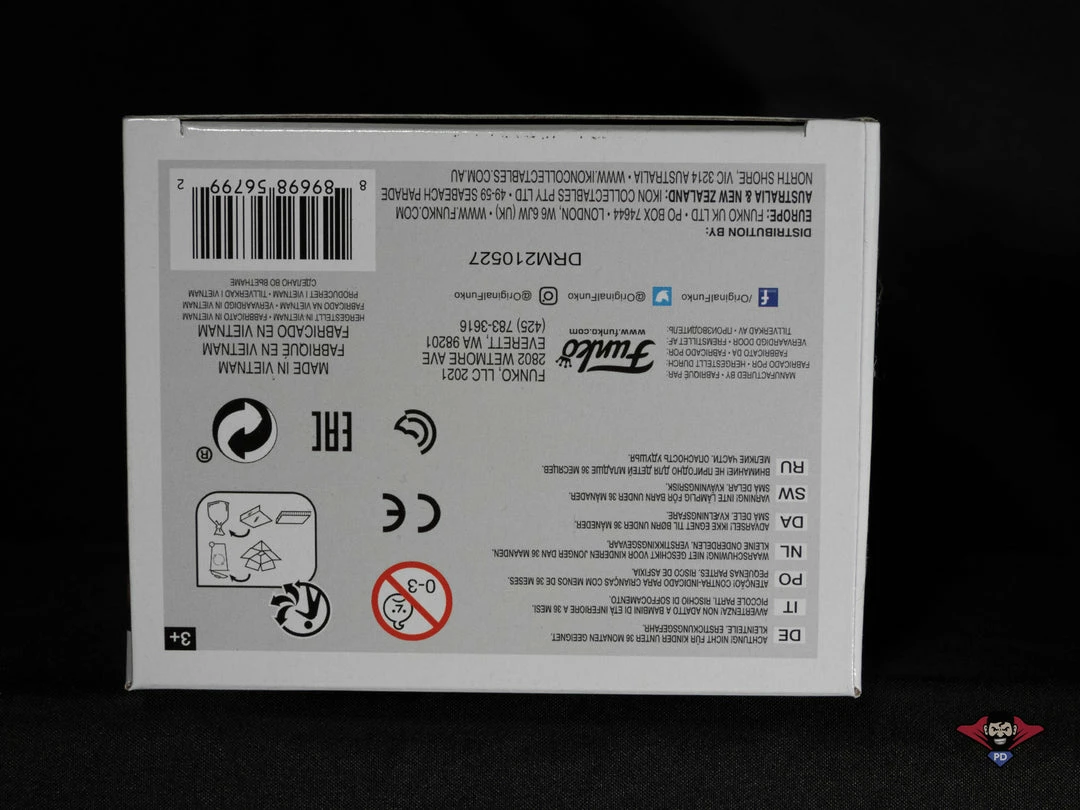 DE
ACHTUNG! NICHT FÜR KINDER UNTER 36 MONATEN GEEIGNET.
KLEINTEILE. ERSTICKUNGSGEFAHR.
IT
AVVERTENZA! NON ADATTO A BAMBINI DI ETÀ INFERIORE A 36 MESI.
PICCOLE PARTI. RISCHIO DI SOFFOCAMENTO.
PO
ATENÇÃO! CONTRA-INDICADO PARA CRIANÇAS COM MENOS DE 36 MESES.
PEQUENAS PARTES. RISCO DE ASFIXIA.
NL
WAARSCHUWING! NIET GESCHIKT VOOR KINDEREN JONGER DAN 36 MAANDEN.
KLEINE ONDERDELEN. VERSTIKKINGSGEVAAR.
DA
ADVARSEL! IKKE EGNET TIL BØRN UNDER 36 MÅNEDER.
SMÅ DELE. KVÆLNINGSFARE.
SW
VARNING! INTE LÄMPLIG FÖR BARN UNDER 36 MÅNADER.
SMÅ DELAR. KVÄVNINGSRISK.
RU
ВНИМАНИЕ! НЕ ПРИГОДНО ДЛЯ ДЕТЕЙ МЛАДШЕ 36 МЕСЯЦЕВ.
МЕЛКИЕ ЧАСТИ. ОПАСНОСТЬ УДУШЬЯ.
0-3
3+
CE
EAC
®
MANUFACTURED BY • FABRIQUÉ PAR:
FABRICADO POR • HERGESTELLT DURCH:
FABBRICATO DA • FABRICADO POR:
VERVAARDIGD DOOR • FREMSTILLET AF:
TILLVERKAD AV • ПРОИЗВОДИТЕЛЬ:
Funko
www.funko.com
FUNKO, LLC 2021
2802 WETMORE AVE
EVERETT, WA 98201
(425) 783-3616
MADE IN VIETNAM
FABRIQUÉ EN VIETNAM
FABRICADO EN VIETNAM
HERGESTELLT IN VIETNAM • FABBRICATO IN VIETNAM
FABRICADO NA VIETNAM • VERVAARDIGD IN VIETNAM
PRODUCERET I VIETNAM • TILLVERKAD I VIETNAM
СДЕЛАНО ВО ВЬЕТНАМЕ
/OriginalFunko
@OriginalFunko
@OriginalFunko
DRM210527
DISTRIBUTION BY:
EUROPE: FUNKO UK LTD • PO BOX 74644 • LONDON, W6 6JW (UK) • WWW.FUNKO.COM
AUSTRALIA & NEW ZEALAND: IKON COLLECTABLES PTY LTD • 49-59 SEABEACH PARADE
NORTH SHORE, VIC 3214 AUSTRALIA • WWW.IKONCOLLECTABLES.COM.AU
8 89698 56799 2
PD